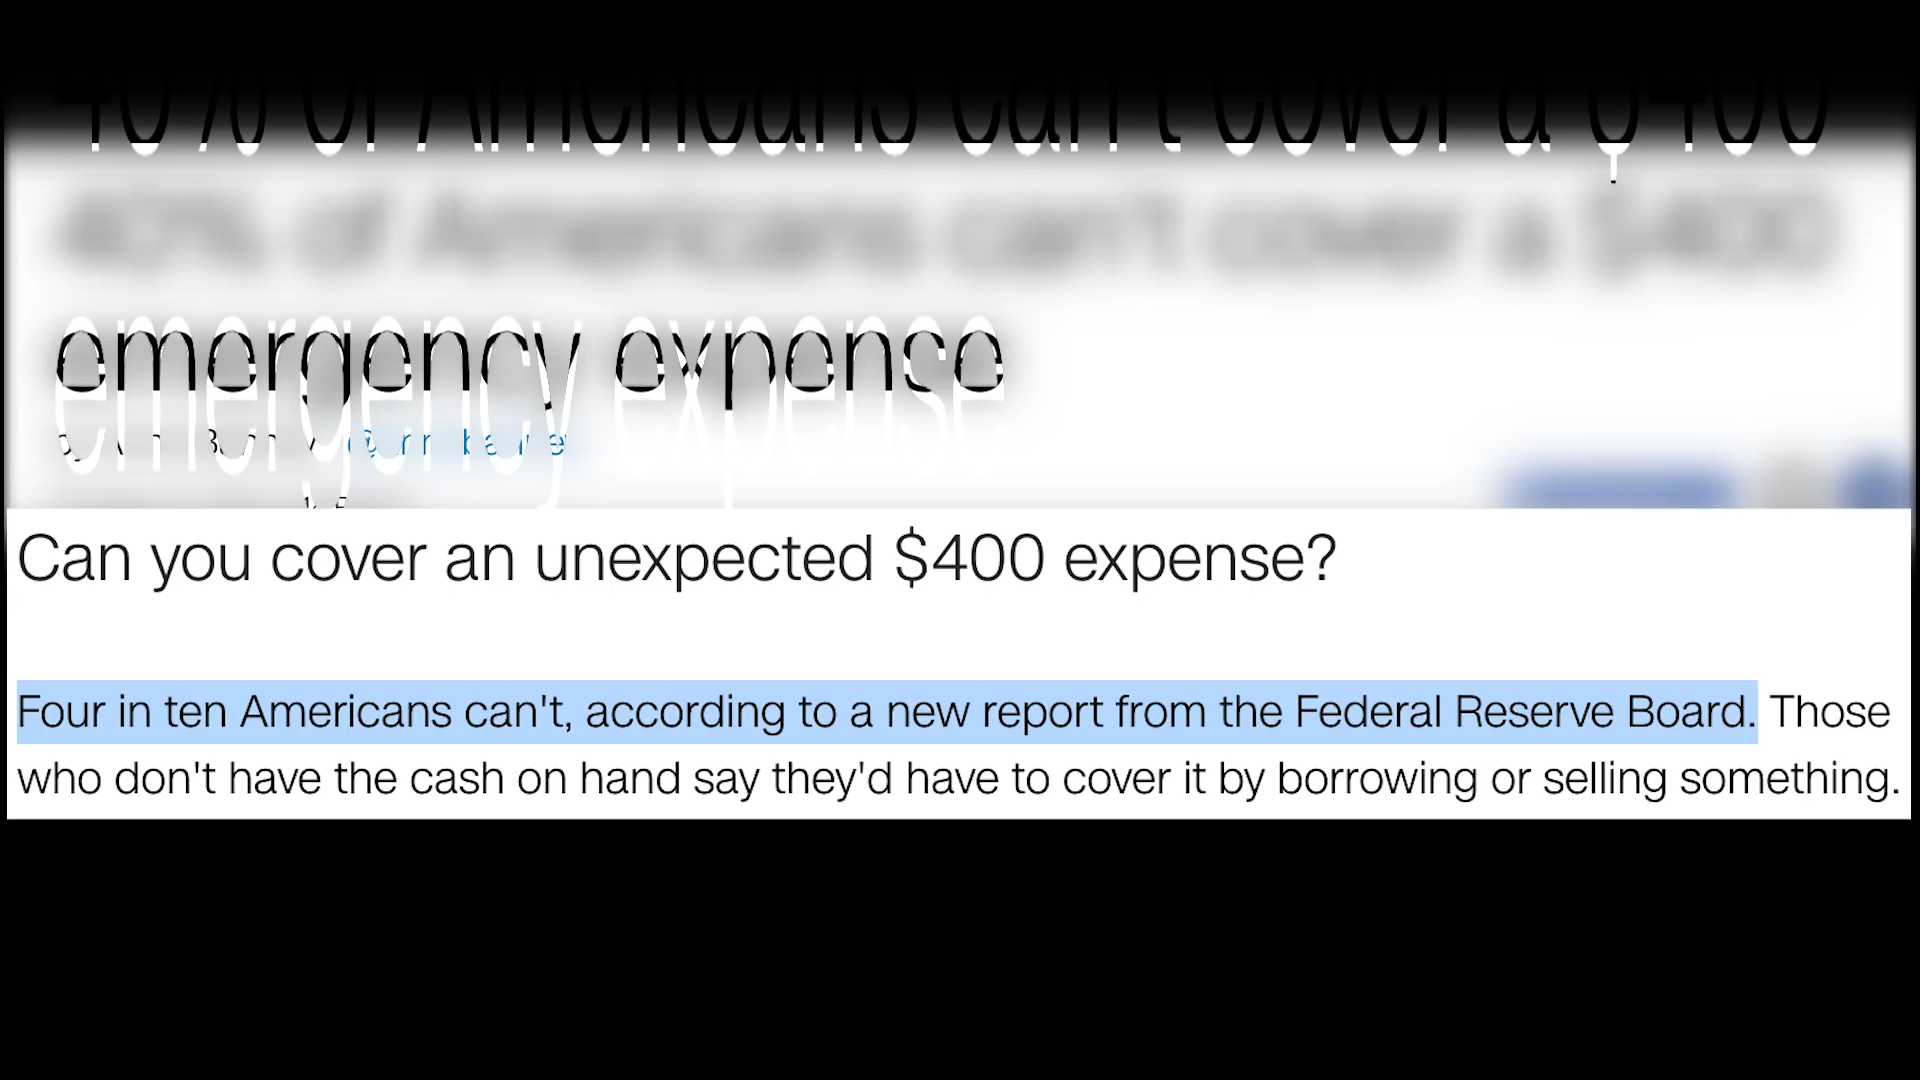 40% of Americans can't cover a $400
emergency expense
Can you cover an unexpected $400 expense?
Four in ten Americans can't, according to a new report from the Federal Reserve Board. Those
who don't have the cash on hand say they'd have to cover it by borrowing or selling something.